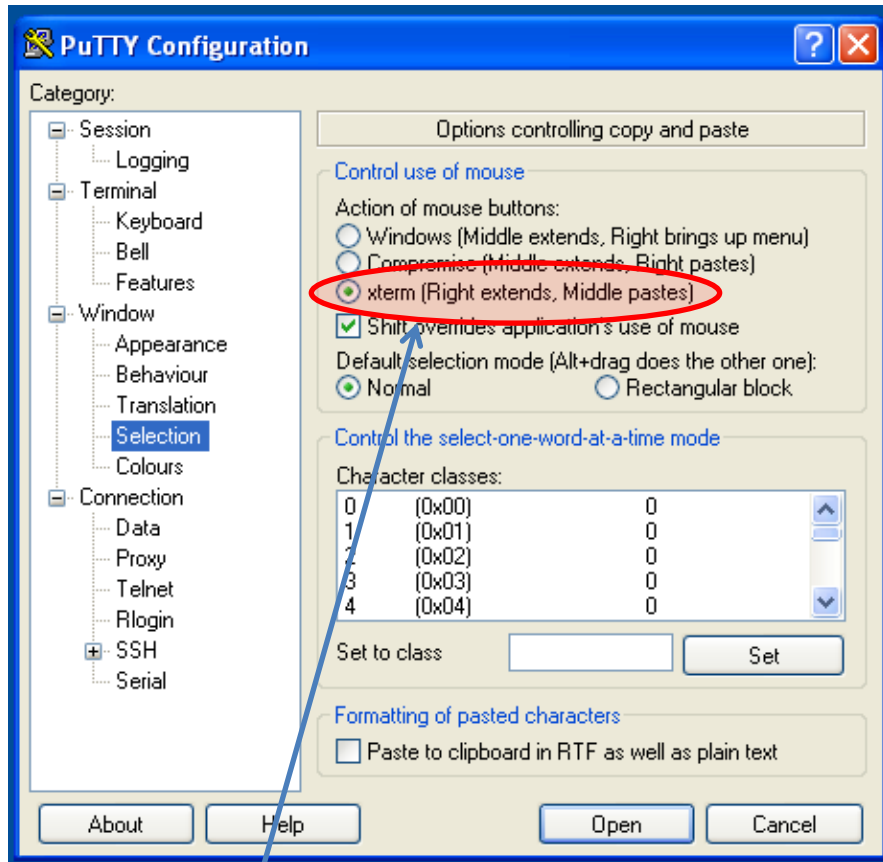 PuTTY Configuration
Category:
Session
Logging
Terminal
Keyboard
Bell
Features
Window
Appearance
Behaviour
Translation
Selection
Colours
Connection
Data
Proxy
Telnet
Rlogin
SSH
Serial
Options controlling copy and paste
Control use of mouse
Action of mouse buttons:
Windows (Middle extends, Right brings up menu)
Compromise (Middle extends, Right pastes)
xterm (Right extends, Middle pastes)
Shift overrides application's use of mouse
Default selection mode (Alt+drag does the other one):
Normal Rectangular block
Control the select-one-word-at-a-time mode
Character classes:
0 (0x00) 0
1 (0x01) 0
2 (0x02) 0
3 (0x03) 0
4 (0x04) 0
Set to class Set
Formatting of pasted characters
Paste to clipboard in RTF as well as plain text
About Help Open Cancel